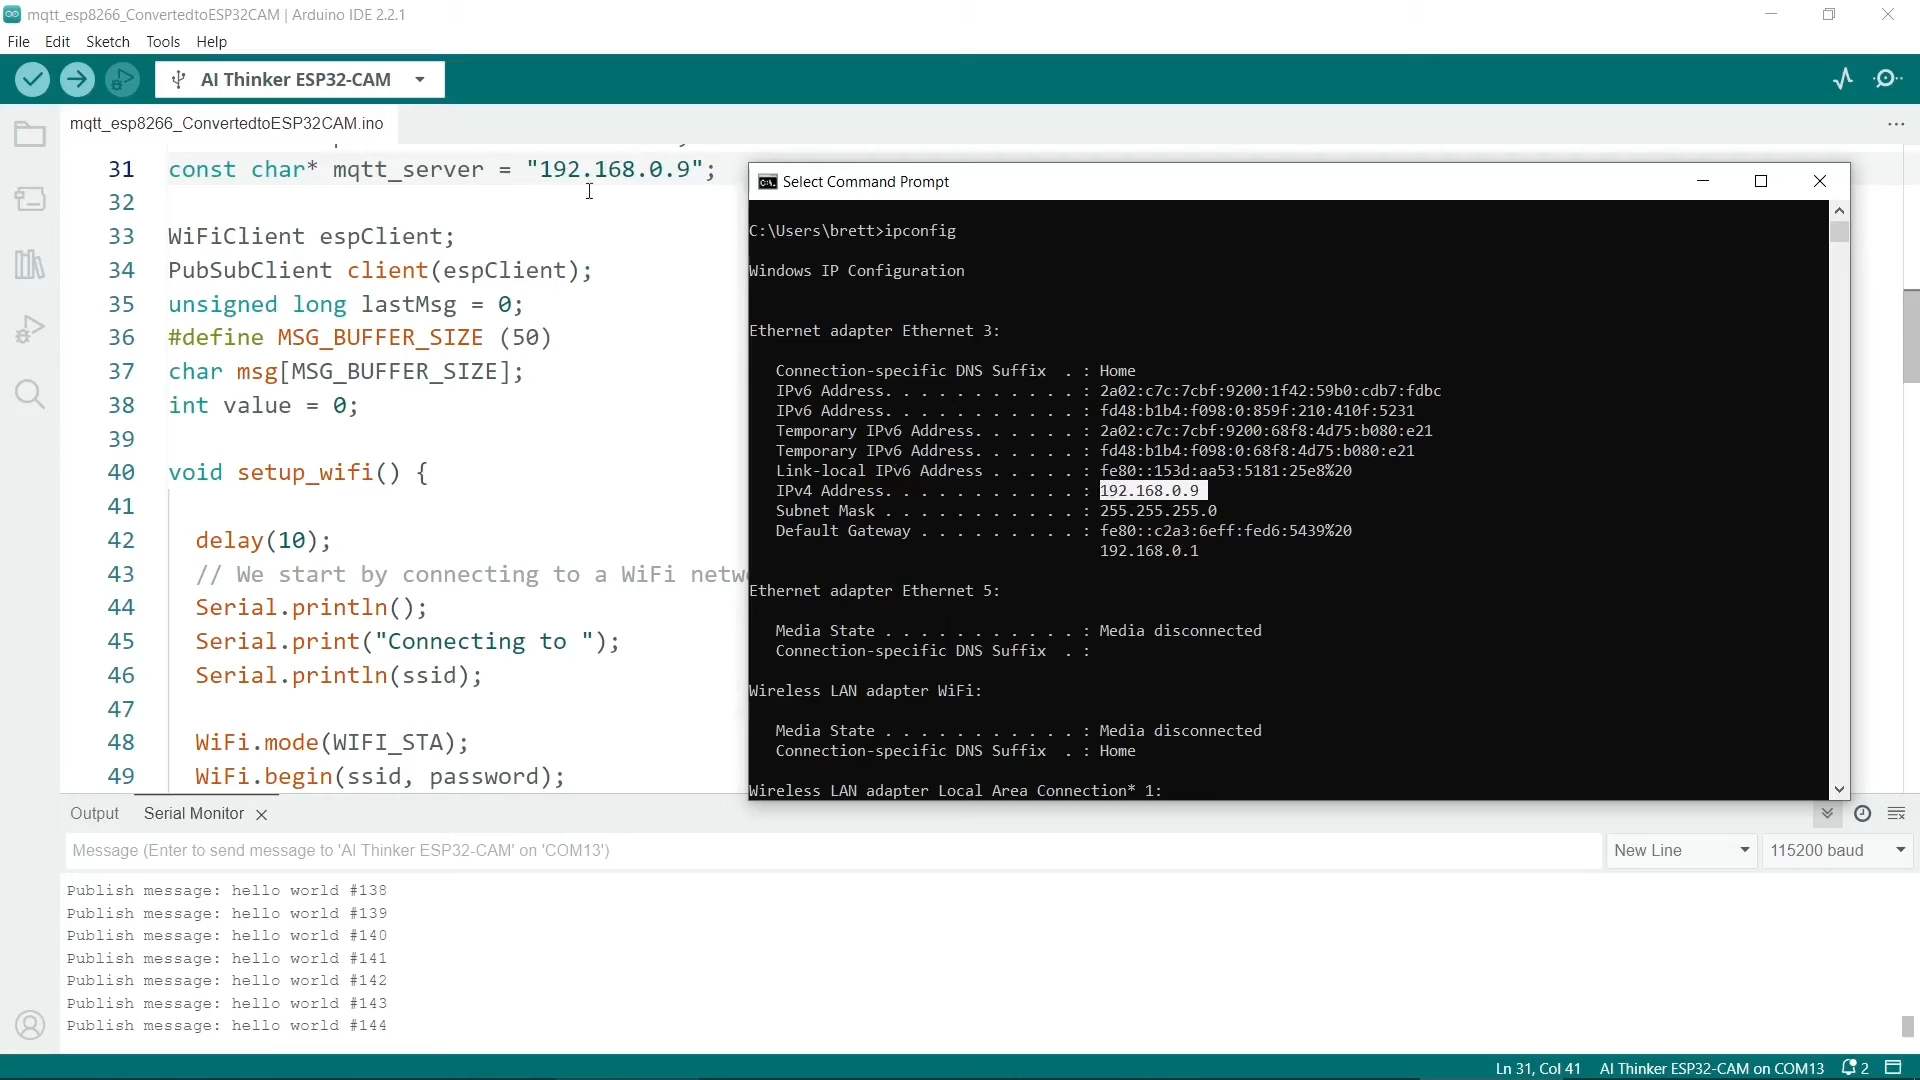 mqtt_esp8266_ConvertedtoESP32CAM | Arduino IDE 2.2.1
File Edit Sketch Tools Help
AI Thinker ESP32-CAM
mqtt_esp8266_ConvertedtoESP32CAM.ino
31 const char* mqtt_server = "192.168.0.9";
32
33 WiFiClient espClient;
34 PubSubClient client(espClient);
35 unsigned long lastMsg = 0;
36 #define MSG_BUFFER_SIZE (50)
37 char msg[MSG_BUFFER_SIZE];
38 int value = 0;
39
40 void setup_wifi() {
41
42 delay(10);
43 // We start by connecting to a WiFi netw
44 Serial.println();
45 Serial.print("Connecting to ");
46 Serial.println(ssid);
47
48 WiFi.mode(WIFI_STA);
49 WiFi.begin(ssid, password);
Select Command Prompt
C:\Users\brett>ipconfig
Windows IP Configuration
Ethernet adapter Ethernet 3:
Connection-specific DNS Suffix . : Home
IPv6 Address. . . . . . . . . . . : 2a02:c7c:7cbf:9200:1f42:59b0:cdb7:fdbc
IPv6 Address. . . . . . . . . . . : fd48:b1b4:f098:0:859f:210:410f:5231
Temporary IPv6 Address. . . . . . : 2a02:c7c:7cbf:9200:68f8:4d75:b080:e21
Temporary IPv6 Address. . . . . . : fd48:b1b4:f098:0:68f8:4d75:b080:e21
Link-local IPv6 Address . . . . . : fe80::153d:aa53:5181:25e8%20
IPv4 Address. . . . . . . . . . . : 192.168.0.9
Subnet Mask . . . . . . . . . . . : 255.255.255.0
Default Gateway . . . . . . . . . : fe80::c2a3:6eff:fed6:5439%20
192.168.0.1
Ethernet adapter Ethernet 5:
Media State . . . . . . . . . . . : Media disconnected
Connection-specific DNS Suffix . :
Wireless LAN adapter WiFi:
Media State . . . . . . . . . . . : Media disconnected
Connection-specific DNS Suffix . : Home
Wireless LAN adapter Local Area Connection* 1:
Output Serial Monitor
Message (Enter to send message to 'AI Thinker ESP32-CAM' on 'COM13')
New Line 115200 baud
Publish message: hello world #138
Publish message: hello world #139
Publish message: hello world #140
Publish message: hello world #141
Publish message: hello world #142
Publish message: hello world #143
Publish message: hello world #144
Ln 31, Col 41 AI Thinker ESP32-CAM on COM13 2